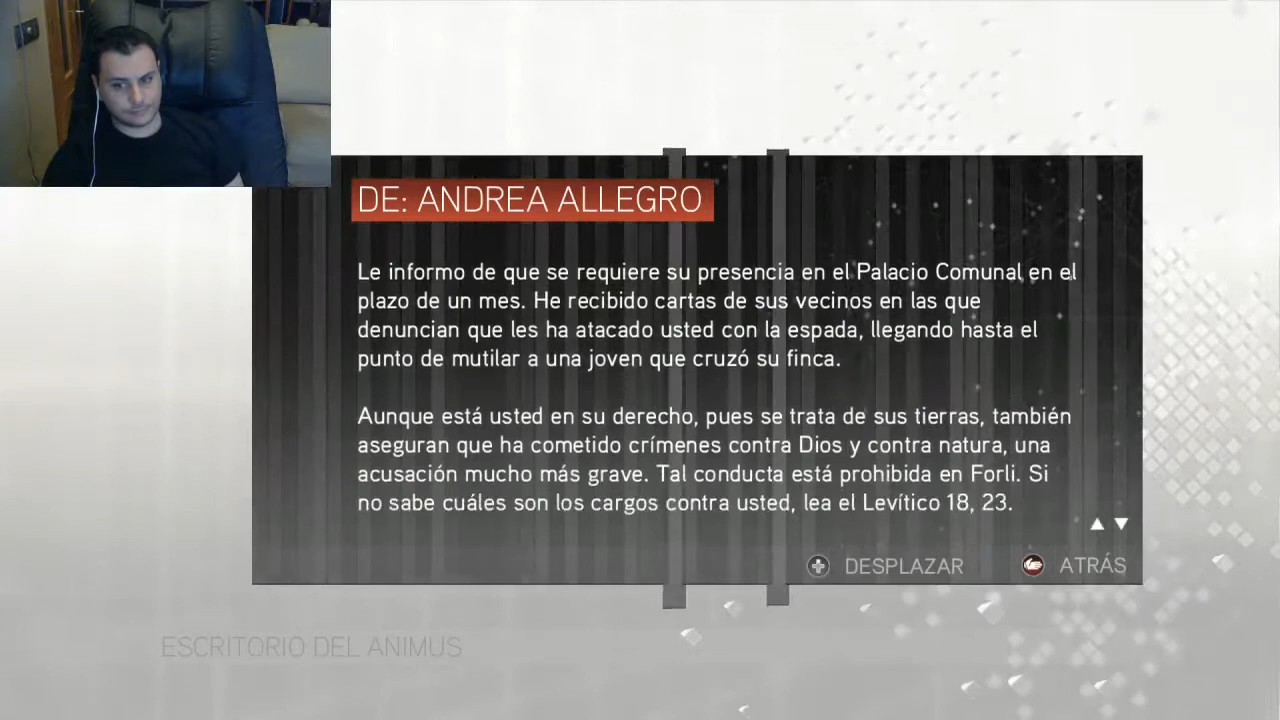 DE: ANDREA ALLEGRO
Le informo de que se requiere su presencia en el Palacio Comunal en el
plazo de un mes. He recibido cartas de sus vecinos en las que
denuncian que les ha atacado usted con la espada, llegando hasta el
punto de mutilar a una joven que cruzó su finca.
Aunque está usted en su derecho, pues se trata de sus tierras, también
aseguran que ha cometido crímenes contra Dios y contra natura, una
acusación mucho más grave. Tal conducta está prohibida en Forli. Si
no sabe cuáles son los cargos contra usted, lea el Levítico 18, 23.
DESPLAZAR ATRÁS
ESCRITORIO DEL ANIMUS